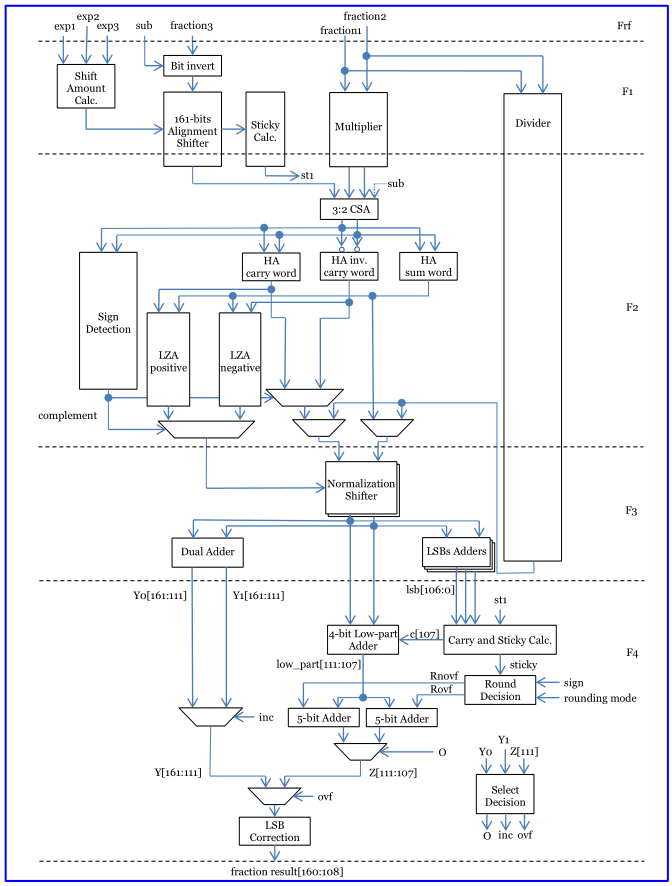 exp2
exp1
exp3
sub
fraction3
fraction2
fraction1
Frf
Bit invert
Shift
Amount
Calc.
F1
161-bits
Alignment
Shifter
Sticky
Calc.
Multiplier
Divider
st1
sub
3:2 CSA
HA
carry word
HA inv.
carry word
HA
sum word
Sign
Detection
F2
LZA
positive
LZA
negative
complement
Normalization
Shifter
F3
Dual Adder
LSBs Adders
Y0[161:111]
Y1[161:111]
lsb[106:0]
st1
4-bit Low-part
Adder
c[107]
Carry and Sticky Calc.
F4
low_part[111:107]
sticky
Rnovf
Rovf
Round
Decision
sign
rounding mode
inc
5-bit Adder
5-bit Adder
O
Y1
Y0
Z[111]
Y[161:111]
Z[111:107]
Select
Decision
ovf
O
inc
ovf
LSB
Correction
fraction result[160:108]